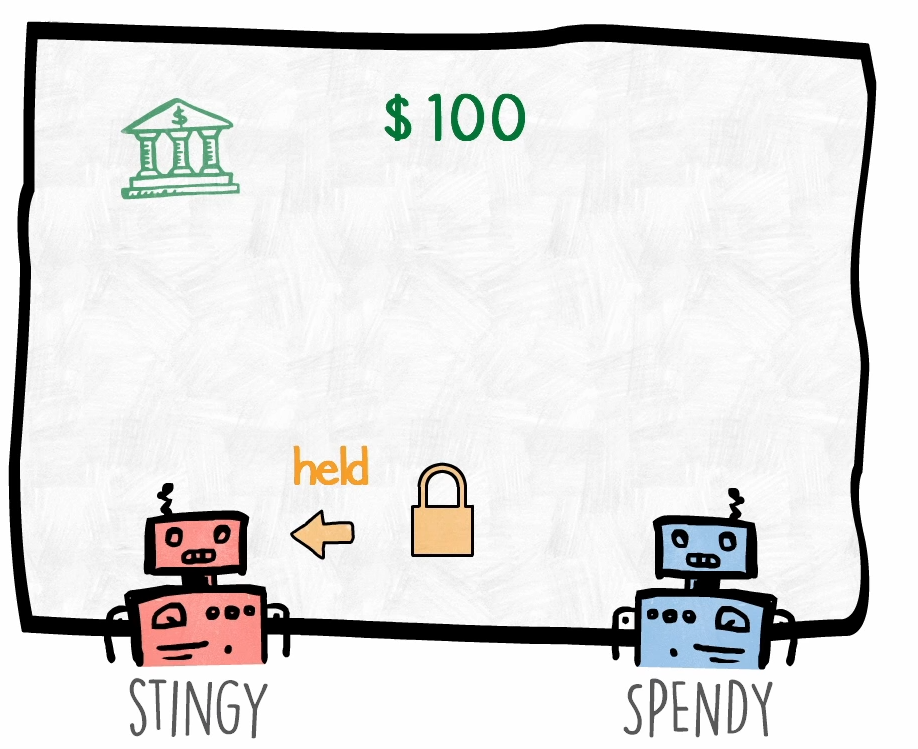 $
$100
held
STINGY
SPENDY